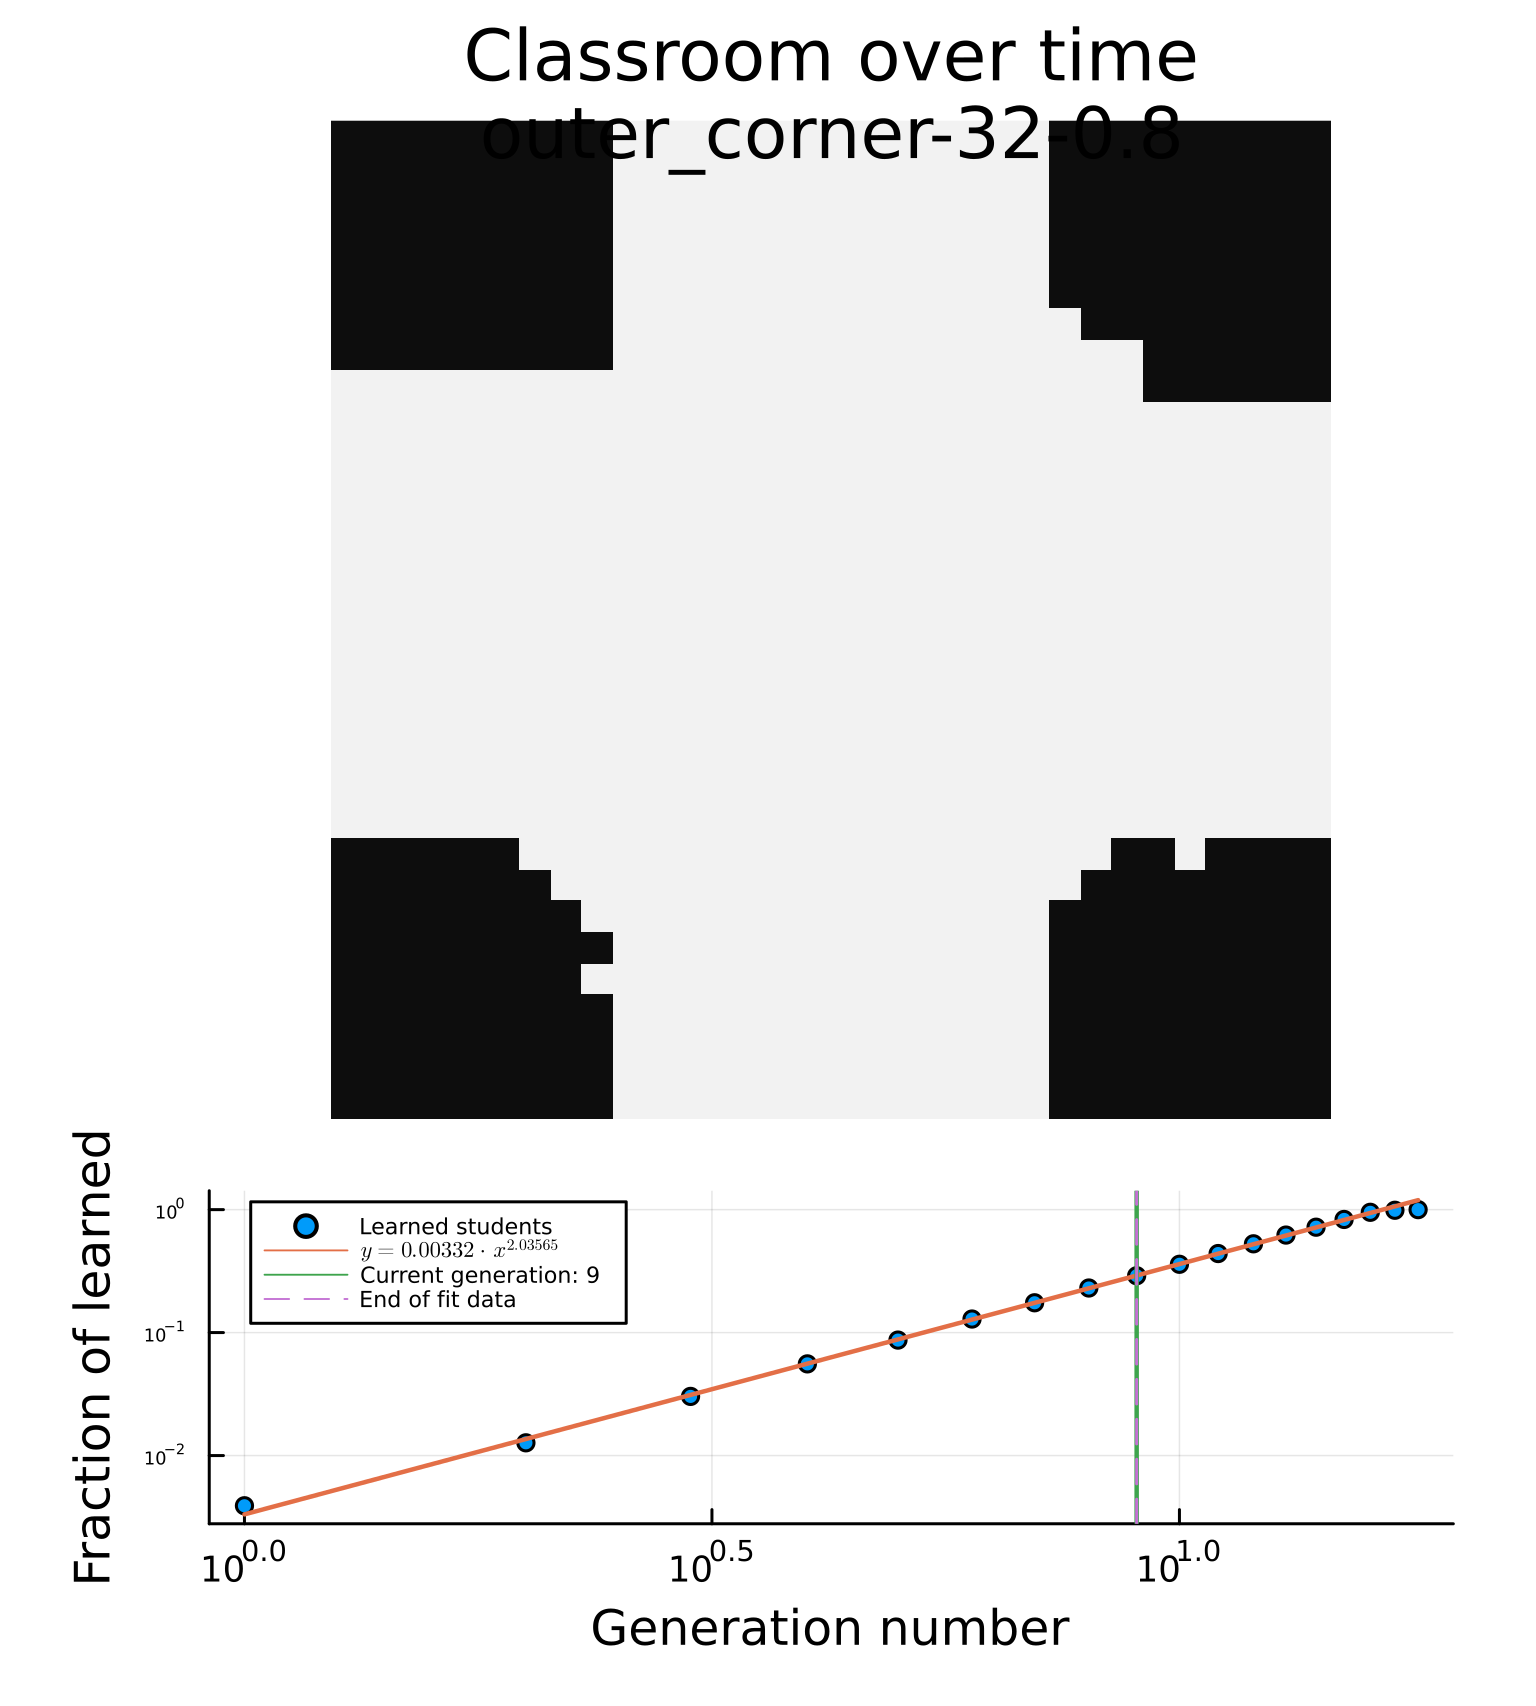 Classroom over time
outer_corner-32-0.8
Fraction of learned
10⁰
10⁻¹
10⁻²
Learned students
y = 0.00332 · x^2.03565
Current generation: 9
End of fit data
10^0.0
10^0.5
10^1.0
Generation number